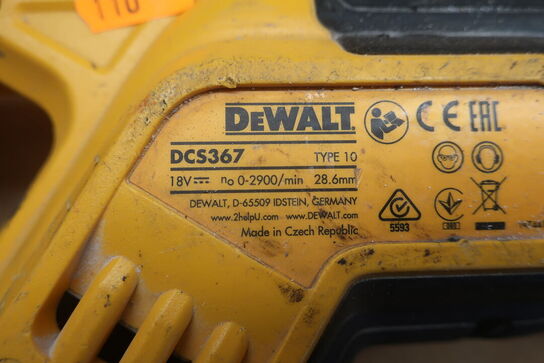 110
DEWALT.
CE EAC
DCS367 TYPE 10
18V n₀ 0-2900/min 28.6mm
DEWALT, D-65509 IDSTEIN, GERMANY
www.2helpU.com www.DEWALT.com
Made in Czech Republic
5593